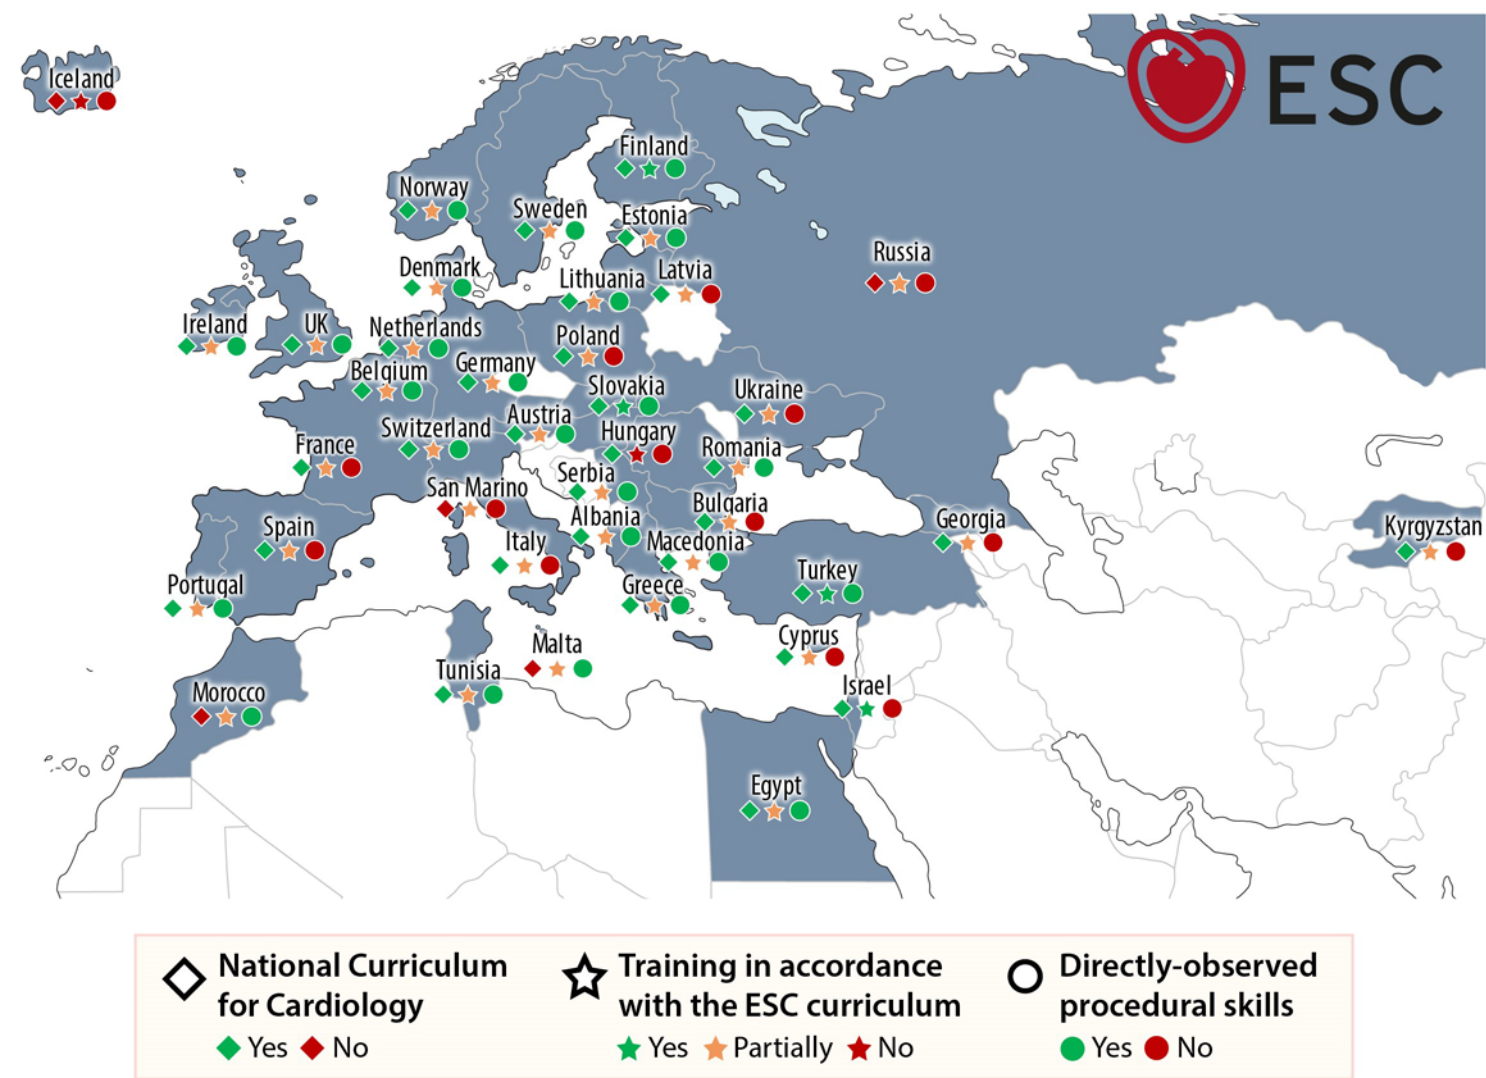 ESC
Iceland
Finland
Norway
Sweden
Estonia
Russia
Denmark
Lithuania
Latvia
Ireland
UK
Netherlands
Poland
Belgium
Germany
Slovakia
Ukraine
Switzerland
Austria
Hungary
France
Romania
San Marino
Serbia
Bulgaria
Albania
Spain
Italy
Macedonia
Georgia
Kyrgyzstan
Portugal
Greece
Turkey
Malta
Cyprus
Tunisia
Morocco
Israel
Egypt
National Curriculum
for Cardiology
Yes No
Training in accordance
with the ESC curriculum
Yes Partially No
Directly-observed
procedural skills
Yes No